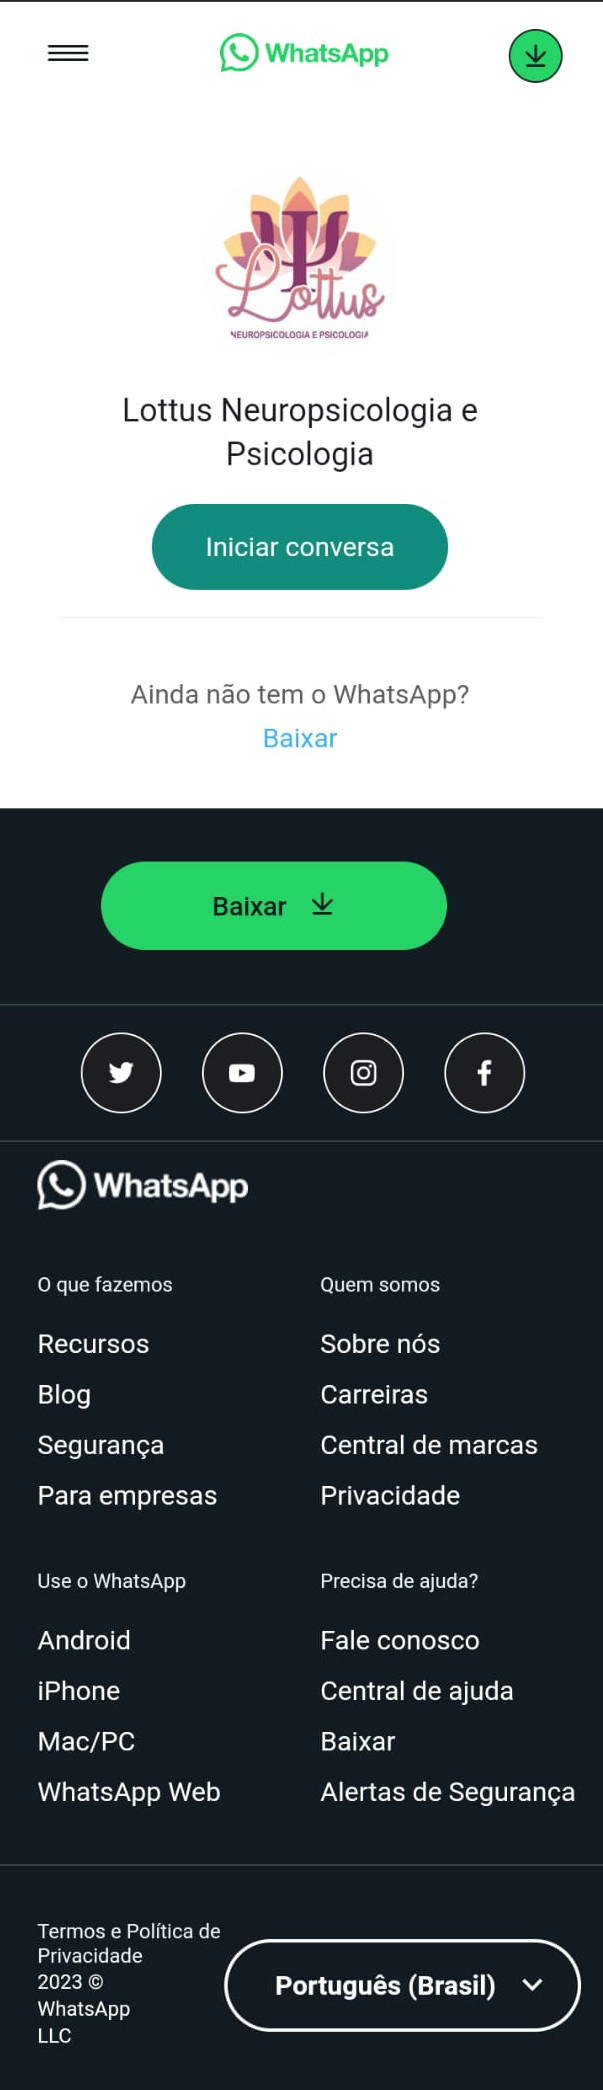 WhatsApp
Lottus
NEUROPSICOLOGIA E PSICOLOGIA
Lottus Neuropsicologia e
Psicologia
Iniciar conversa
Ainda não tem o WhatsApp?
Baixar
Baixar
WhatsApp
O que fazemos
Recursos
Blog
Segurança
Para empresas
Quem somos
Sobre nós
Carreiras
Central de marcas
Privacidade
Use o WhatsApp
Android
iPhone
Mac/PC
WhatsApp Web
Precisa de ajuda?
Fale conosco
Central de ajuda
Baixar
Alertas de Segurança
Termos e Política de
Privacidade
2023 ©
WhatsApp
LLC
Português (Brasil)